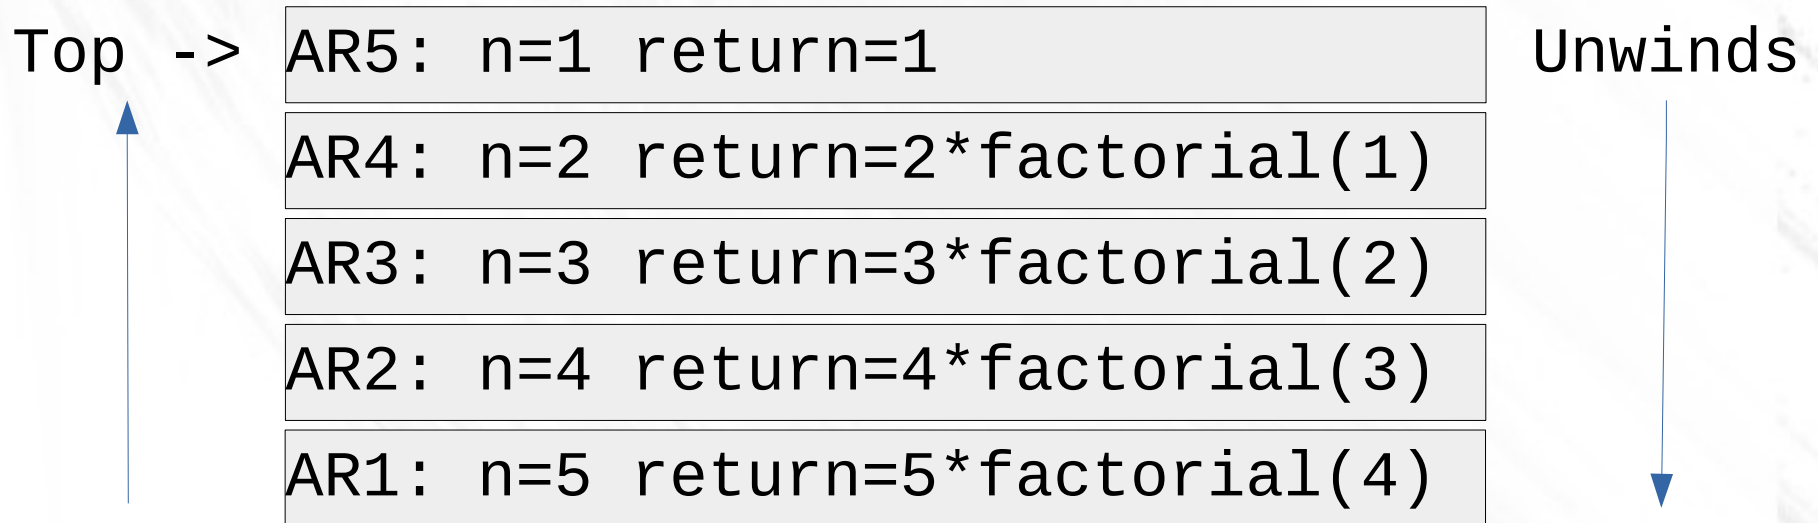 Top -> AR5: n=1 return=1 Unwinds
AR4: n=2 return=2*factorial(1)
AR3: n=3 return=3*factorial(2)
AR2: n=4 return=4*factorial(3)
AR1: n=5 return=5*factorial(4)